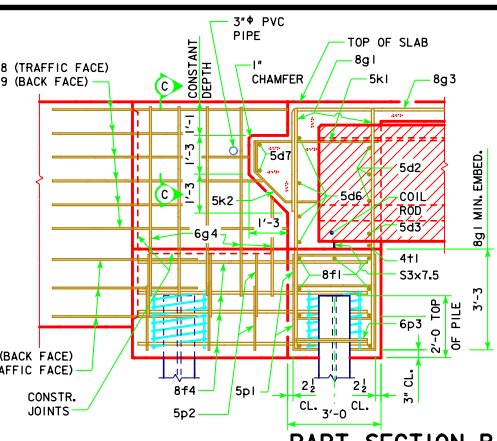 3"Φ PVC
PIPE
TOP OF SLAB
8g1
5k1
8g3
8 (TRAFFIC FACE)
9 (BACK FACE)
CONSTANT
DEPTH
1"
CHAMFER
C
1'-1
1'-3
1'-3
5d7
5d2
5k2
5d6
COIL
ROD
1'-3
5d3
6g4
8g1 MIN. EMBED.
4f1
8f1
S3x7.5
3'-3
6p3
2'-0 TOP
OF PILE
(BACK FACE)
AFFIC FACE)
CONSTR.
JOINTS
8f4
5p1
5p2
2½
CL.
2½
CL.
3" CL.
3'-0
C
PART SECTION B